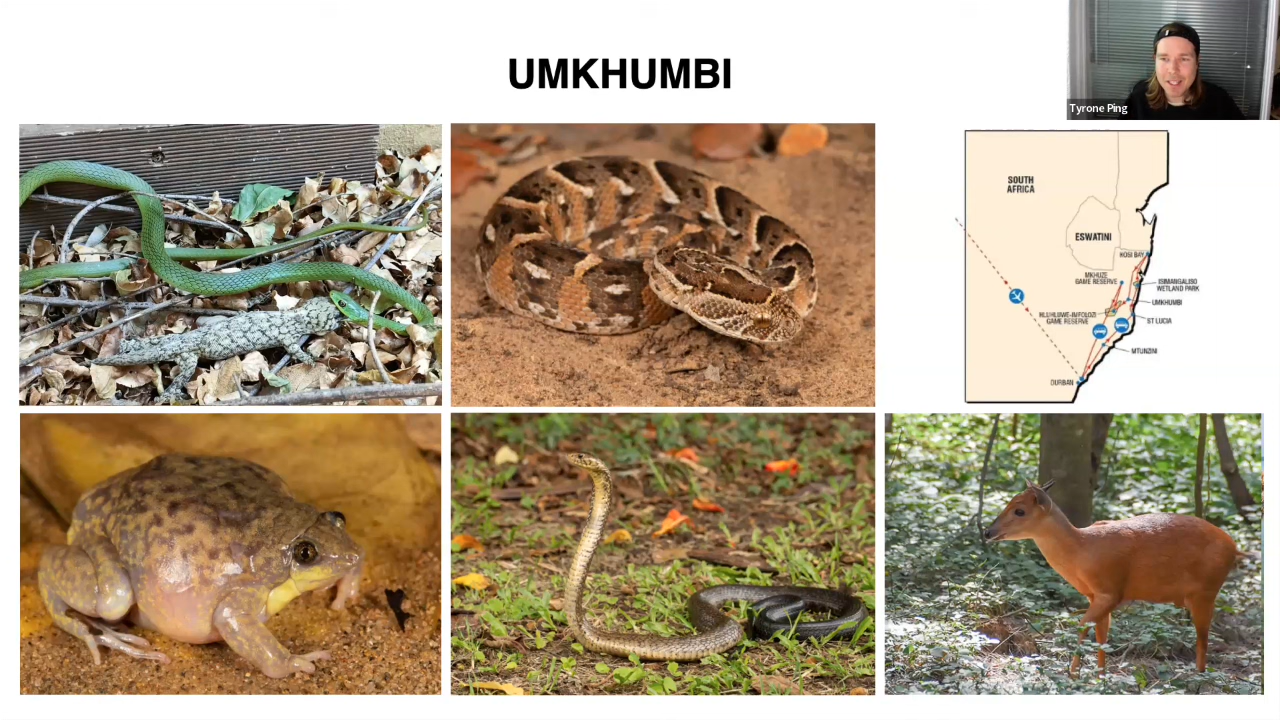 UMKHUMBI
Tyrone Ping
SOUTH
AFRICA
ESWATINI
KOSI BAY
MKHUZE
GAME RESERVE
ISIMANGALISO
WETLAND PARK
UMKHUMBI
HLUHLUWE-IMFOLOZI
GAME RESERVE
ST LUCIA
MTUNZINI
DURBAN